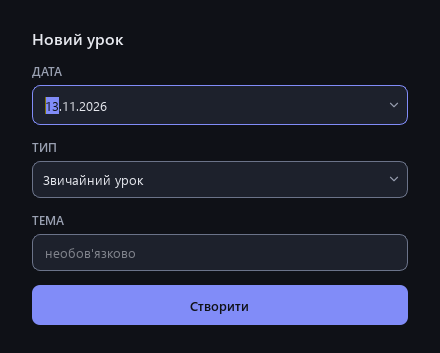 Новий урок
ДАТА
13.11.2026
ТИП
Звичайний урок
ТЕМА
необов'язково
Створити